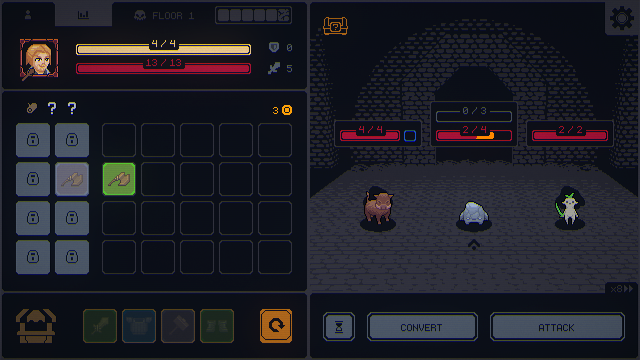 FLOOR 1
4/4
0
13/13
5
? ?
3
0/3
4/4
2/4
2/2
x8
CONVERT
ATTACK